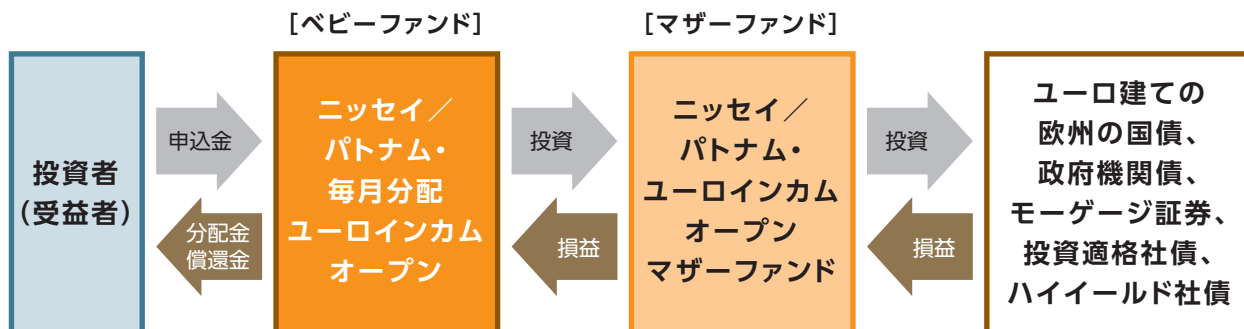 [ベビーファンド]
[マザーファンド]
投資者
(受益者)
申込金
分配金
償還金
ニッセイ／
パトナム・
毎月分配
ユーロインカム
オープン
投資
損益
ニッセイ／
パトナム・
ユーロインカム
オープン
マザーファンド
投資
損益
ユーロ建ての
欧州の国債、
政府機関債、
モーゲージ証券、
投資適格社債、
ハイイールド社債